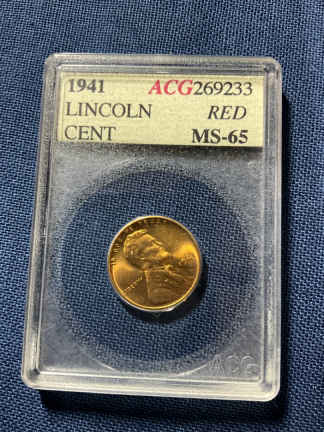 1941 ACG269233
LINCOLN RED
CENT MS-65
ACG